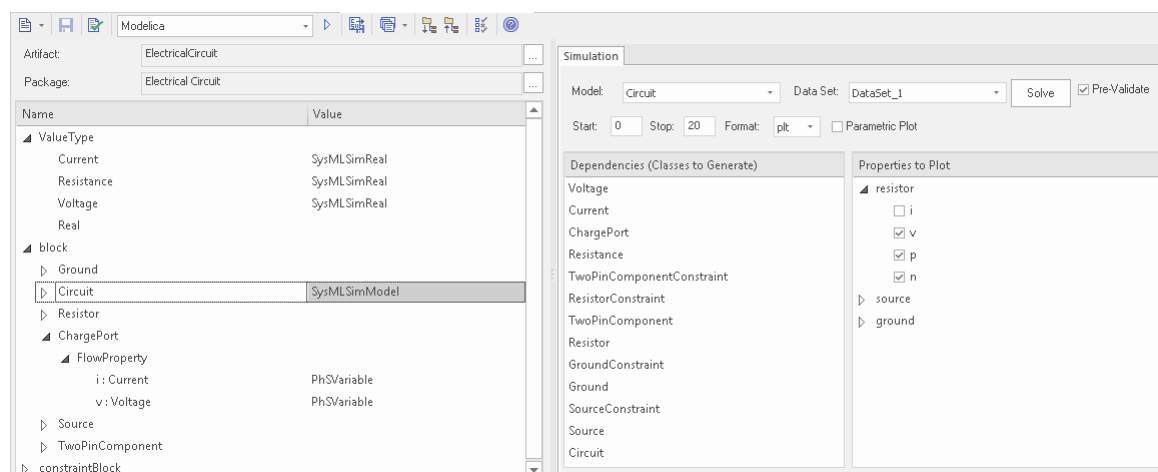 Modelica
Artifact: ElectricalCircuit ...
Package: Electrical Circuit ...
Name Value
ValueType
Current SysMLSimReal
Resistance SysMLSimReal
Voltage SysMLSimReal
Real
block
Ground
Circuit SysMLSimModel
Resistor
ChargePort
FlowProperty
i : Current PhSVariable
v : Voltage PhSVariable
Source
TwoPinComponent
constraintBlock
Simulation
Model: Circuit Data Set: DataSet_1 Solve Pre-Validate
Start: 0 Stop: 20 Format: plt Parametric Plot
Dependencies (Classes to Generate)
Voltage
Current
ChargePort
Resistance
TwoPinComponentConstraint
ResistorConstraint
TwoPinComponent
Resistor
GroundConstraint
Ground
SourceConstraint
Source
Circuit
Properties to Plot
resistor
i
v
p
n
source
ground